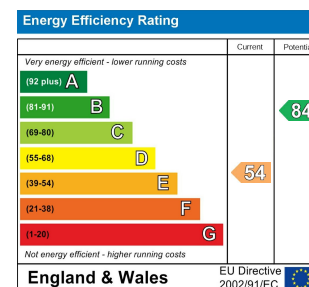 Energy Efficiency Rating
Current Potentia
Very energy efficient - lower running costs
(92 plus) A
(81-91) B
84
(69-80) C
(55-68) D
54
(39-54) E
(21-38) F
(1-20) G
Not energy efficient - higher running costs
England & Wales
EU Directive
2002/91/EC